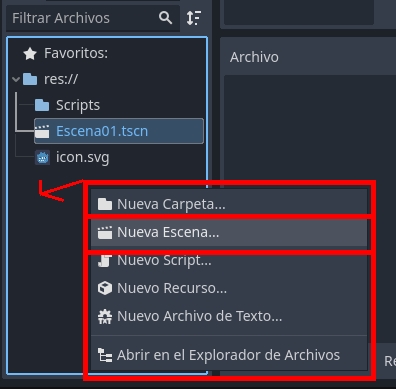 Filtrar Archivos
Favoritos:
res://
Scripts
Escena01.tscn
icon.svg
Archivo
Nueva Carpeta...
Nueva Escena...
Nuevo Script...
Nuevo Recurso...
Nuevo Archivo de Texto...
Abrir en el Explorador de Archivos
Re